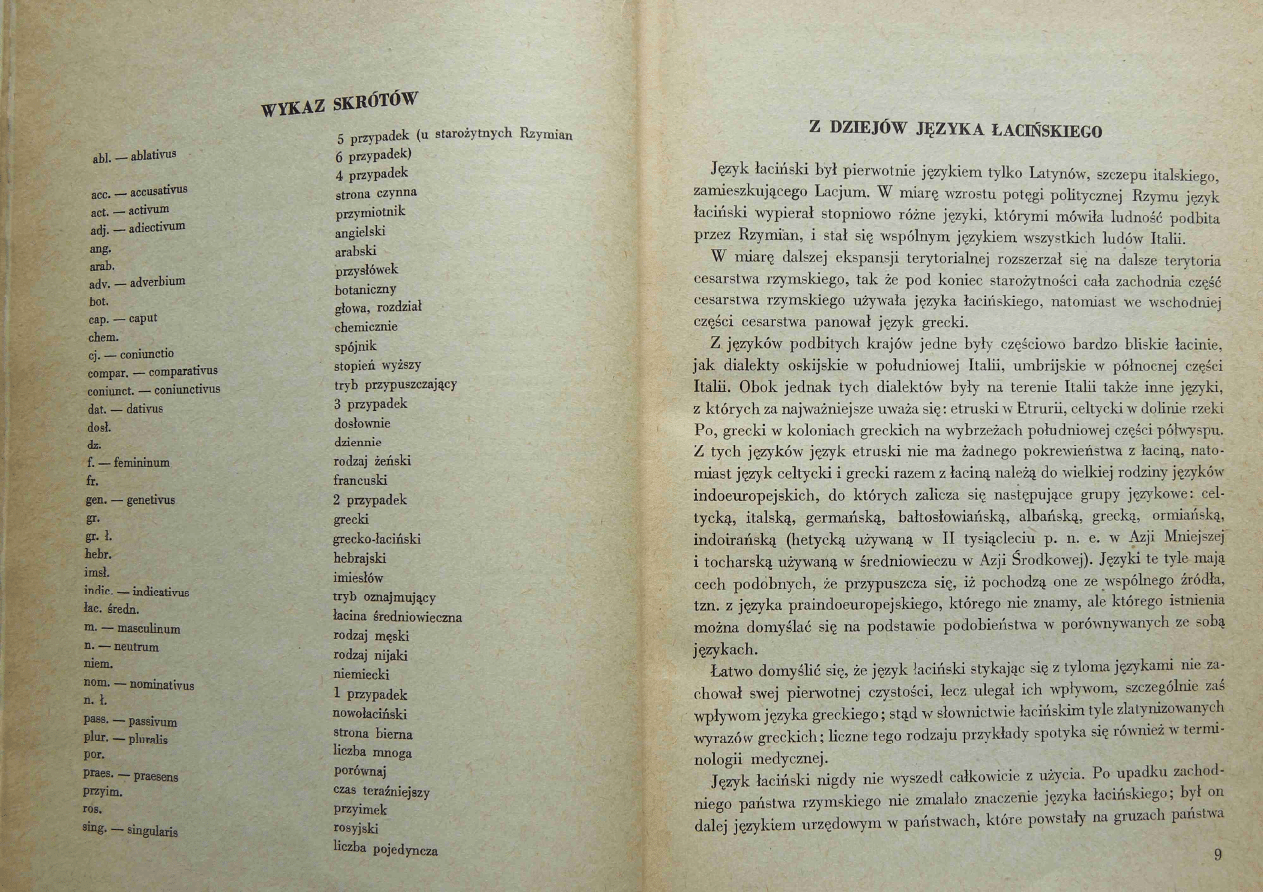 WYKAZ SKRÓTÓW
abl. — ablativus 5 przypadek (u starożytnych Rzymian
6 przypadek)
acc. — accusativus 4 przypadek
act. — activum strona czynna
adj. — adiectivum przymiotnik
ang. angielski
arab. arabski
adv. — adverbium przysłówek
bot. botaniczny
cap. — caput głowa, rozdział
chem. chemicznie
cj. — coniunctio spójnik
compar. — comparativus stopień wyższy
coniunct. — coniunctivus tryb przypuszczający
dat. — dativus 3 przypadek
dosł. dosłownie
dz. dziennie
f. — femininum rodzaj żeński
fr. francuski
gen. — genetivus 2 przypadek
gr. grecki
gr. ł. grecko-łaciński
hebr. hebrajski
imsł. imiesłów
indic. — indicativus tryb oznajmujący
łac. średn. łacina średniowieczna
m. — masculinum rodzaj męski
n. — neutrum rodzaj nijaki
niem. niemiecki
nom. — nominativus 1 przypadek
n. ł. nowołaciński
pass. — passivum strona bierna
plur. — pluralis liczba mnoga
por. porównaj
praes. — praesens czas teraźniejszy
przyim. przyimek
ros. rosyjski
sing. — singularis liczba pojedyncza
Z DZIEJÓW JĘZYKA ŁACIŃSKIEGO
Język łaciński był pierwotnie językiem tylko Latynów, szczepu italskiego,
zamieszkującego Lacjum. W miarę wzrostu potęgi politycznej Rzymu język
łaciński wypierał stopniowo różne języki, którymi mówiła ludność podbita
przez Rzymian, i stał się wspólnym językiem wszystkich ludów Italii.
W miarę dalszej ekspansji terytorialnej rozszerzał się na dalsze terytoria
cesarstwa rzymskiego, tak że pod koniec starożytności cała zachodnia część
cesarstwa rzymskiego używała języka łacińskiego, natomiast we wschodniej
części cesarstwa panował język grecki.
Z języków podbitych krajów jedne były częściowo bardzo bliskie łacinie,
jak dialekty oskijskie w południowej Italii, umbrijskie w północnej części
Italii. Obok jednak tych dialektów były na terenie Italii także inne języki,
z których za najważniejsze uważa się: etruski w Etrurii, celtycki w dolinie rzeki
Po, grecki w koloniach greckich na wybrzeżach południowej części półwyspu.
Z tych języków język etruski nie ma żadnego pokrewieństwa z łaciną, nato-
miast język celtycki i grecki razem z łaciną należą do wielkiej rodziny języków
indoeuropejskich, do których zalicza się następujące grupy językowe: cel-
tycką, italską, germańską, bałtosłowiańską, albańską, grecką, ormiańską,
indoirańską (hetycką używaną w II tysiącleciu p. n. e. w Azji Mniejszej
i tocharską używaną w średniowieczu w Azji Środkowej). Języki te tyle mają
cech podobnych, że przypuszcza się, iż pochodzą one ze wspólnego źródła,
tzn. z języka praindoeuropejskiego, którego nie znamy, ale którego istnienia
można domyślać się na podstawie podobieństwa w porównywanych ze sobą
językach.
Łatwo domyślić się, że język łaciński stykając się z tyloma językami nie za-
chował swej pierwotnej czystości, lecz ulegał ich wpływom, szczególnie zaś
wpływom języka greckiego; stąd w słownictwie łacińskim tyle zlatynizowanych
wyrazów greckich; liczne tego rodzaju przykłady spotyka się również w termi-
nologii medycznej.
Język łaciński nigdy nie wyszedł całkowicie z użycia. Po upadku zachod-
niego państwa rzymskiego nie zmalało znaczenie języka łacińskiego; był on
dalej językiem urzędowym w państwach, które powstały na gruzach państwa
9